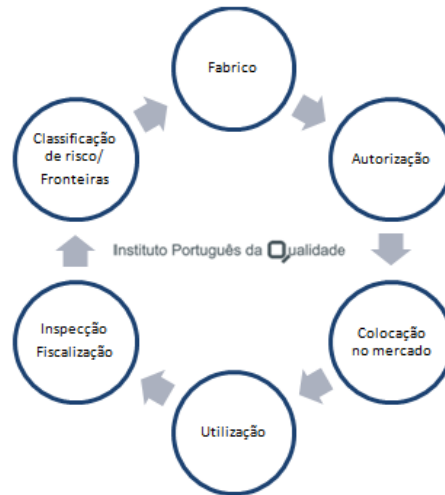 Fabrico
Autorização
Colocação
no mercado
Utilização
Inspecção
Fiscalização
Classificação
de risco/
Fronteiras
Instituto Português da Qualidade